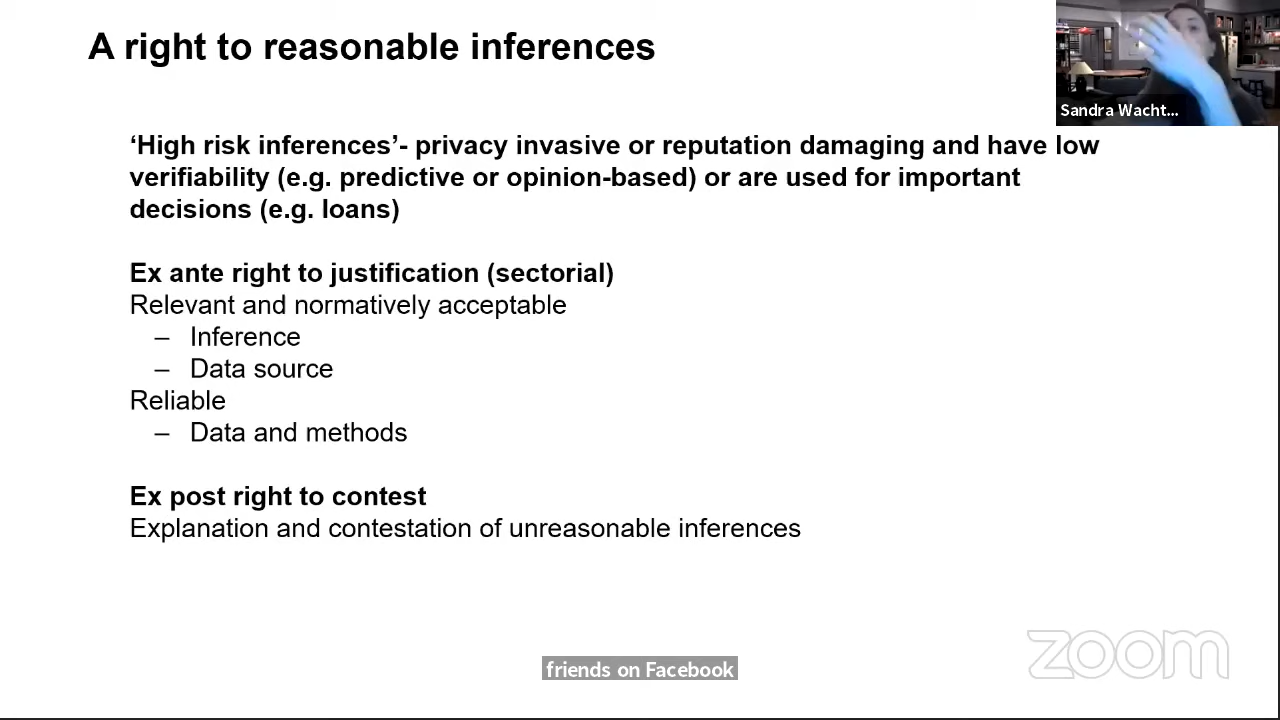 A right to reasonable inferences
Sandra Wacht...
‘High risk inferences’- privacy invasive or reputation damaging and have low
verifiability (e.g. predictive or opinion-based) or are used for important
decisions (e.g. loans)
Ex ante right to justification (sectorial)
Relevant and normatively acceptable
– Inference
– Data source
Reliable
– Data and methods
Ex post right to contest
Explanation and contestation of unreasonable inferences
zoom
friends on Facebook